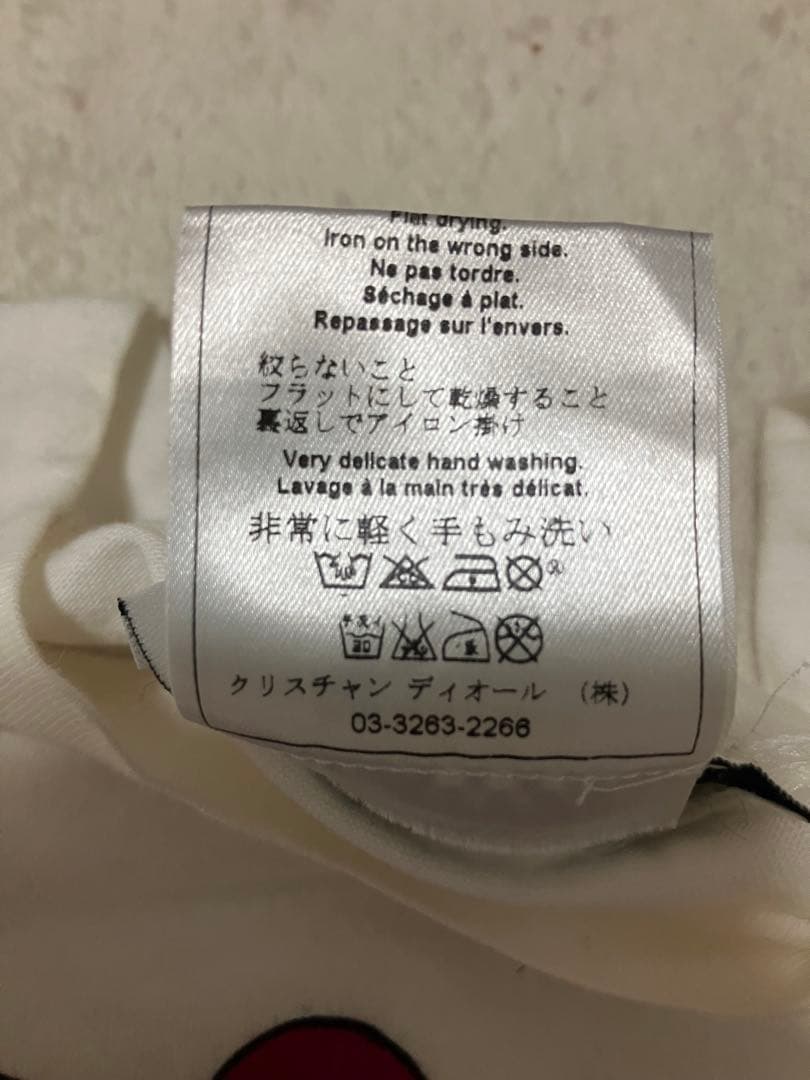 Flat drying.
Iron on the wrong side.
Ne pas tordre.
Séchage à plat.
Repassage sur l'envers.
絞らないこと
フラットにして乾燥すること
裏返しでアイロン掛け
Very delicate hand washing.
Lavage à la main très délicat.
非常に軽く手もみ洗い
手洗イ
30
クリスチャン ディオール (株)
03-3263-2266